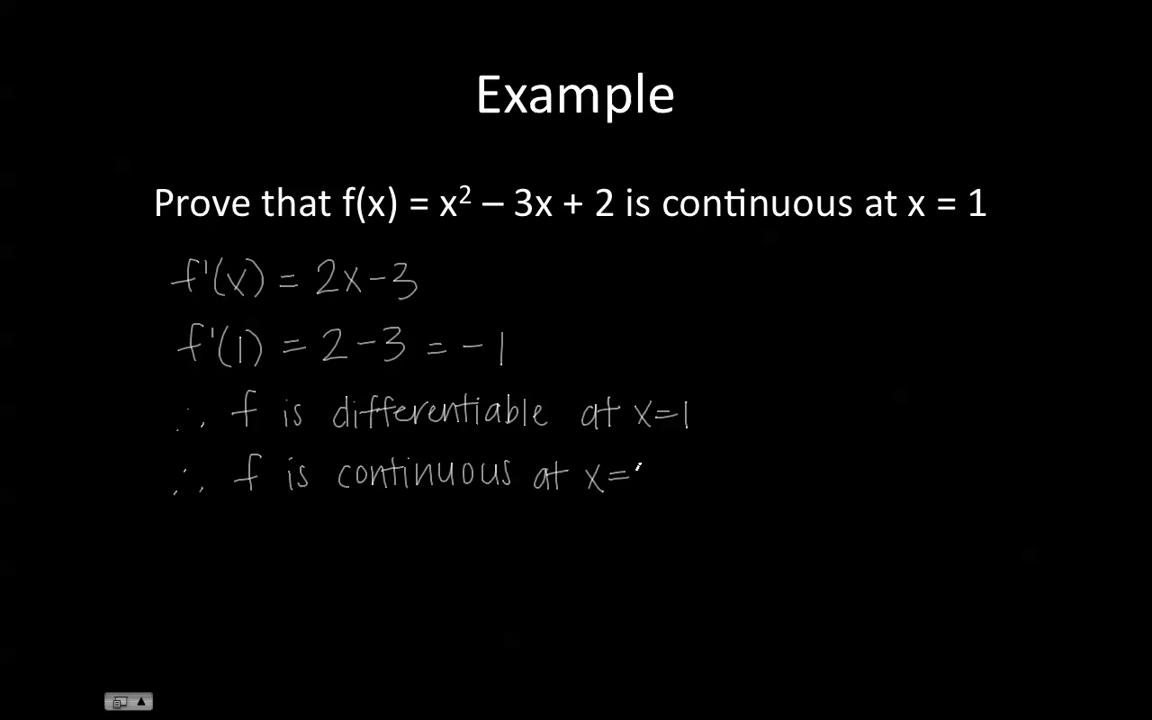 Example
Prove that f(x) = x² – 3x + 2 is continuous at x = 1
f'(x) = 2x - 3
f'(1) = 2 - 3 = -1
∴ f is differentiable at x=1
∴ f is continuous at x=